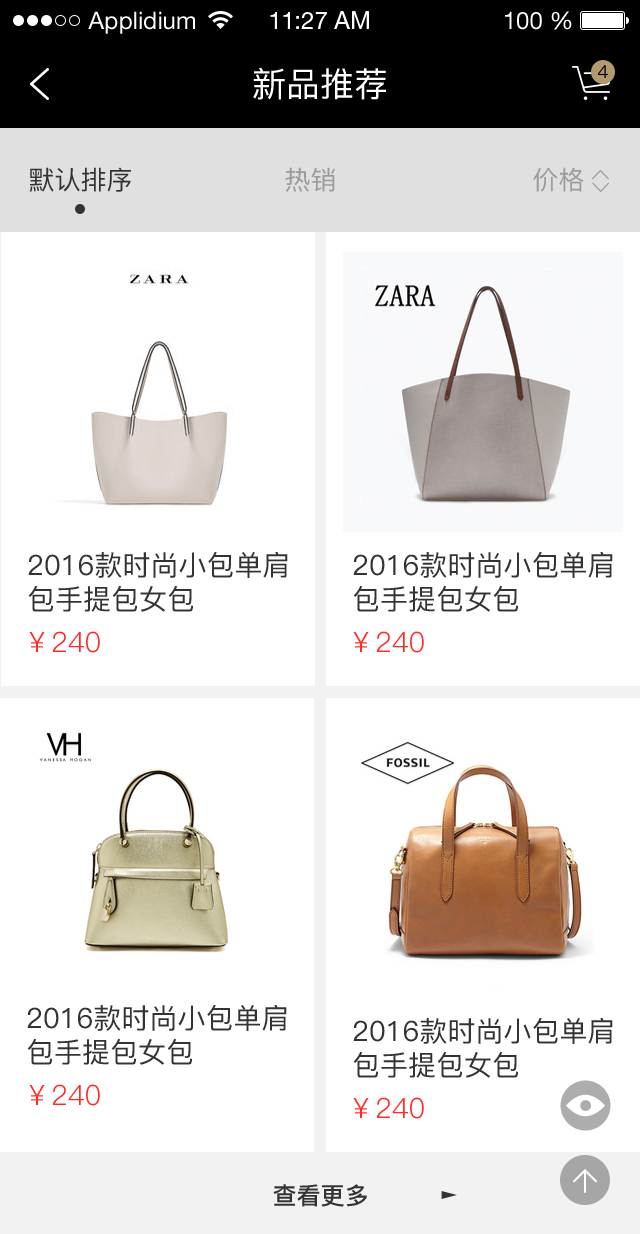 Applidium 11:27 AM 100 %
新品推荐 4
默认排序 热销 价格
ZARA
ZARA
2016款时尚小包单肩
包手提包女包
¥ 240
2016款时尚小包单肩
包手提包女包
¥ 240
VH
VANESSA HOGAN
FOSSIL
2016款时尚小包单肩
包手提包女包
¥ 240
2016款时尚小包单肩
包手提包女包
¥ 240
查看更多